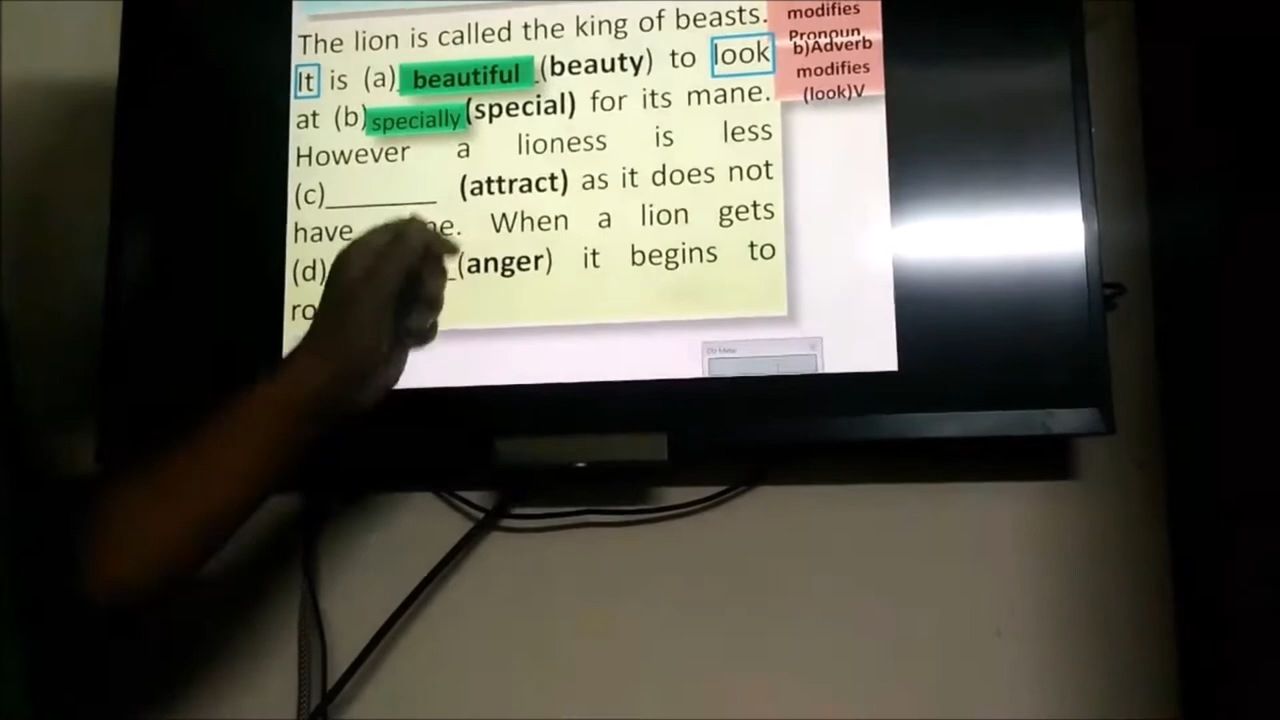 The lion is called the king of beasts.
It is (a) beautiful (beauty) to look
at (b) specially (special) for its mane.
However a lioness is less
(c)________ (attract) as it does not
have ne. When a lion gets
(d) _(anger) it begins to
ro
modifies
Pronoun
b)Adverb
modifies
(look)V